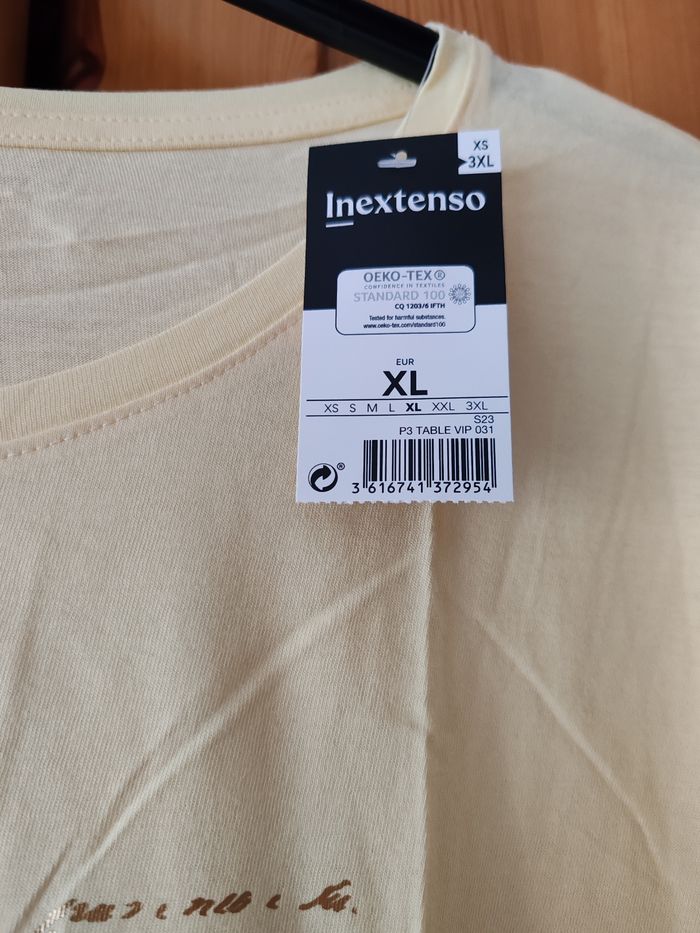 XS
3XL
Inextenso
OEKO-TEX®
CONFIDENCE IN TEXTILES
STANDARD 100
CQ 1203/6 IFTH
Tested for harmful substances.
www.oeko-tex.com/standard100
EUR
XL
XS S M L XL XXL 3XL
S23
P3 TABLE VIP 031
®
3 616741 372954